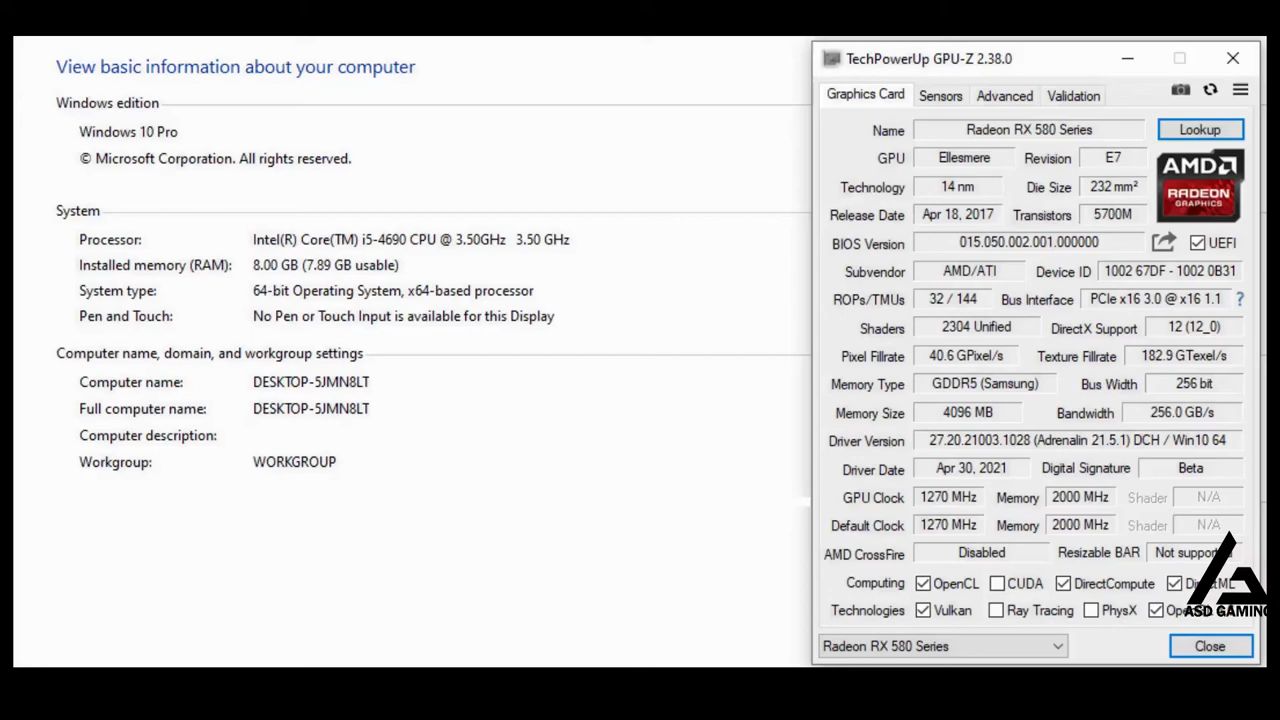 View basic information about your computer
Windows edition
Windows 10 Pro
© Microsoft Corporation. All rights reserved.
System
Processor: Intel(R) Core(TM) i5-4690 CPU @ 3.50GHz 3.50 GHz
Installed memory (RAM): 8.00 GB (7.89 GB usable)
System type: 64-bit Operating System, x64-based processor
Pen and Touch: No Pen or Touch Input is available for this Display
Computer name, domain, and workgroup settings
Computer name: DESKTOP-5JMN8LT
Full computer name: DESKTOP-5JMN8LT
Computer description:
Workgroup: WORKGROUP
TechPowerUp GPU-Z 2.38.0
Graphics Card Sensors Advanced Validation
Name Radeon RX 580 Series Lookup
GPU Ellesmere Revision E7
AMD
RADEON
GRAPHICS
Technology 14 nm Die Size 232 mm²
Release Date Apr 18, 2017 Transistors 5700M
BIOS Version 015.050.002.001.000000 UEFI
Subvendor AMD/ATI Device ID 1002 67DF - 1002 0B31
ROPs/TMUs 32 / 144 Bus Interface PCIe x16 3.0 @ x16 1.1 ?
Shaders 2304 Unified DirectX Support 12 (12_0)
Pixel Fillrate 40.6 GPixel/s Texture Fillrate 182.9 GTexel/s
Memory Type GDDR5 (Samsung) Bus Width 256 bit
Memory Size 4096 MB Bandwidth 256.0 GB/s
Driver Version 27.20.21003.1028 (Adrenalin 21.5.1) DCH / Win10 64
Driver Date Apr 30, 2021 Digital Signature Beta
GPU Clock 1270 MHz Memory 2000 MHz Shader N/A
Default Clock 1270 MHz Memory 2000 MHz Shader N/A
AMD CrossFire Disabled Resizable BAR Not
Computing OpenCL CUDA DirectCompute
Technologies Vulkan Ray Tracing PhysX
ASD GAMING
Radeon RX 580 Series Close